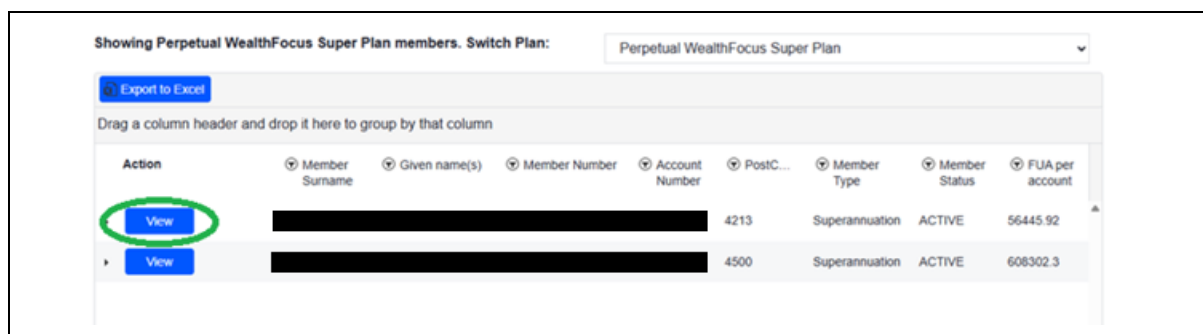 Showing Perpetual WealthFocus Super Plan members. Switch Plan: Perpetual WealthFocus Super Plan
Export to Excel
Drag a column header and drop it here to group by that column
Action Member Surname Given name(s) Member Number Account Number PostC... Member Type Member Status FUA per account
View 4213 Superannuation ACTIVE 56445.92
View 4500 Superannuation ACTIVE 608302.3